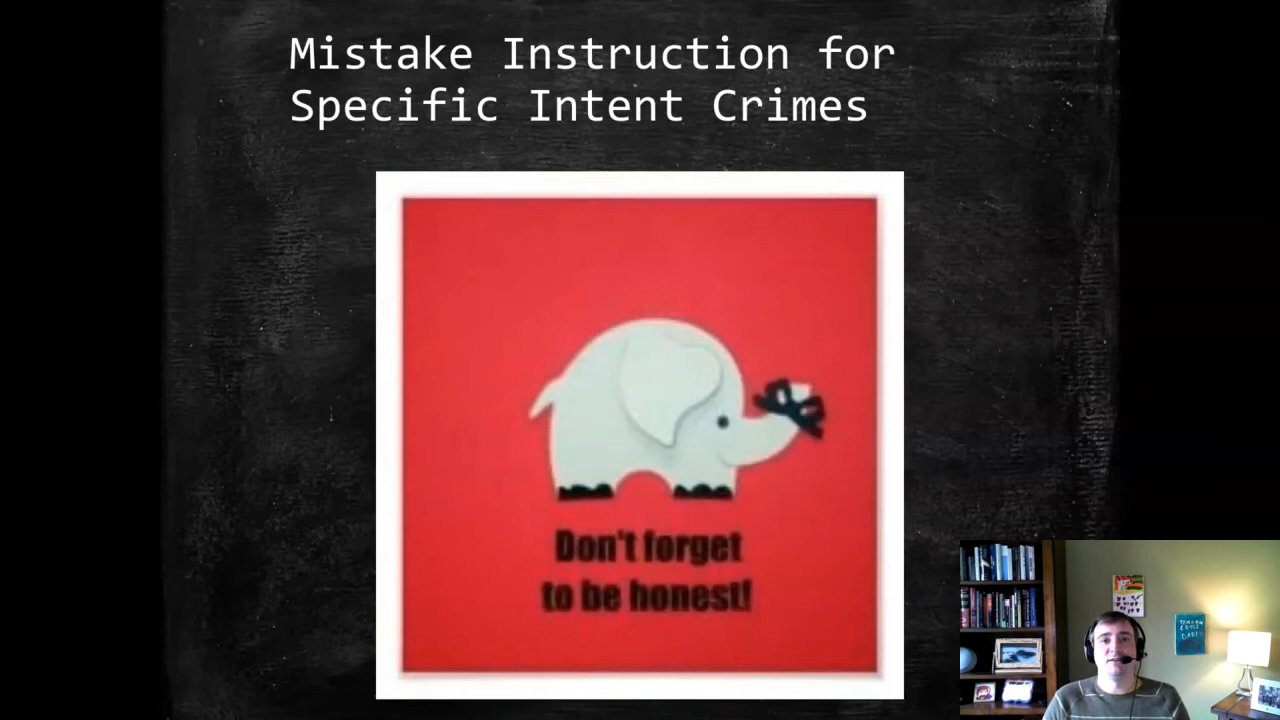 Mistake Instruction for
Specific Intent Crimes
Don't forget
to be honest!